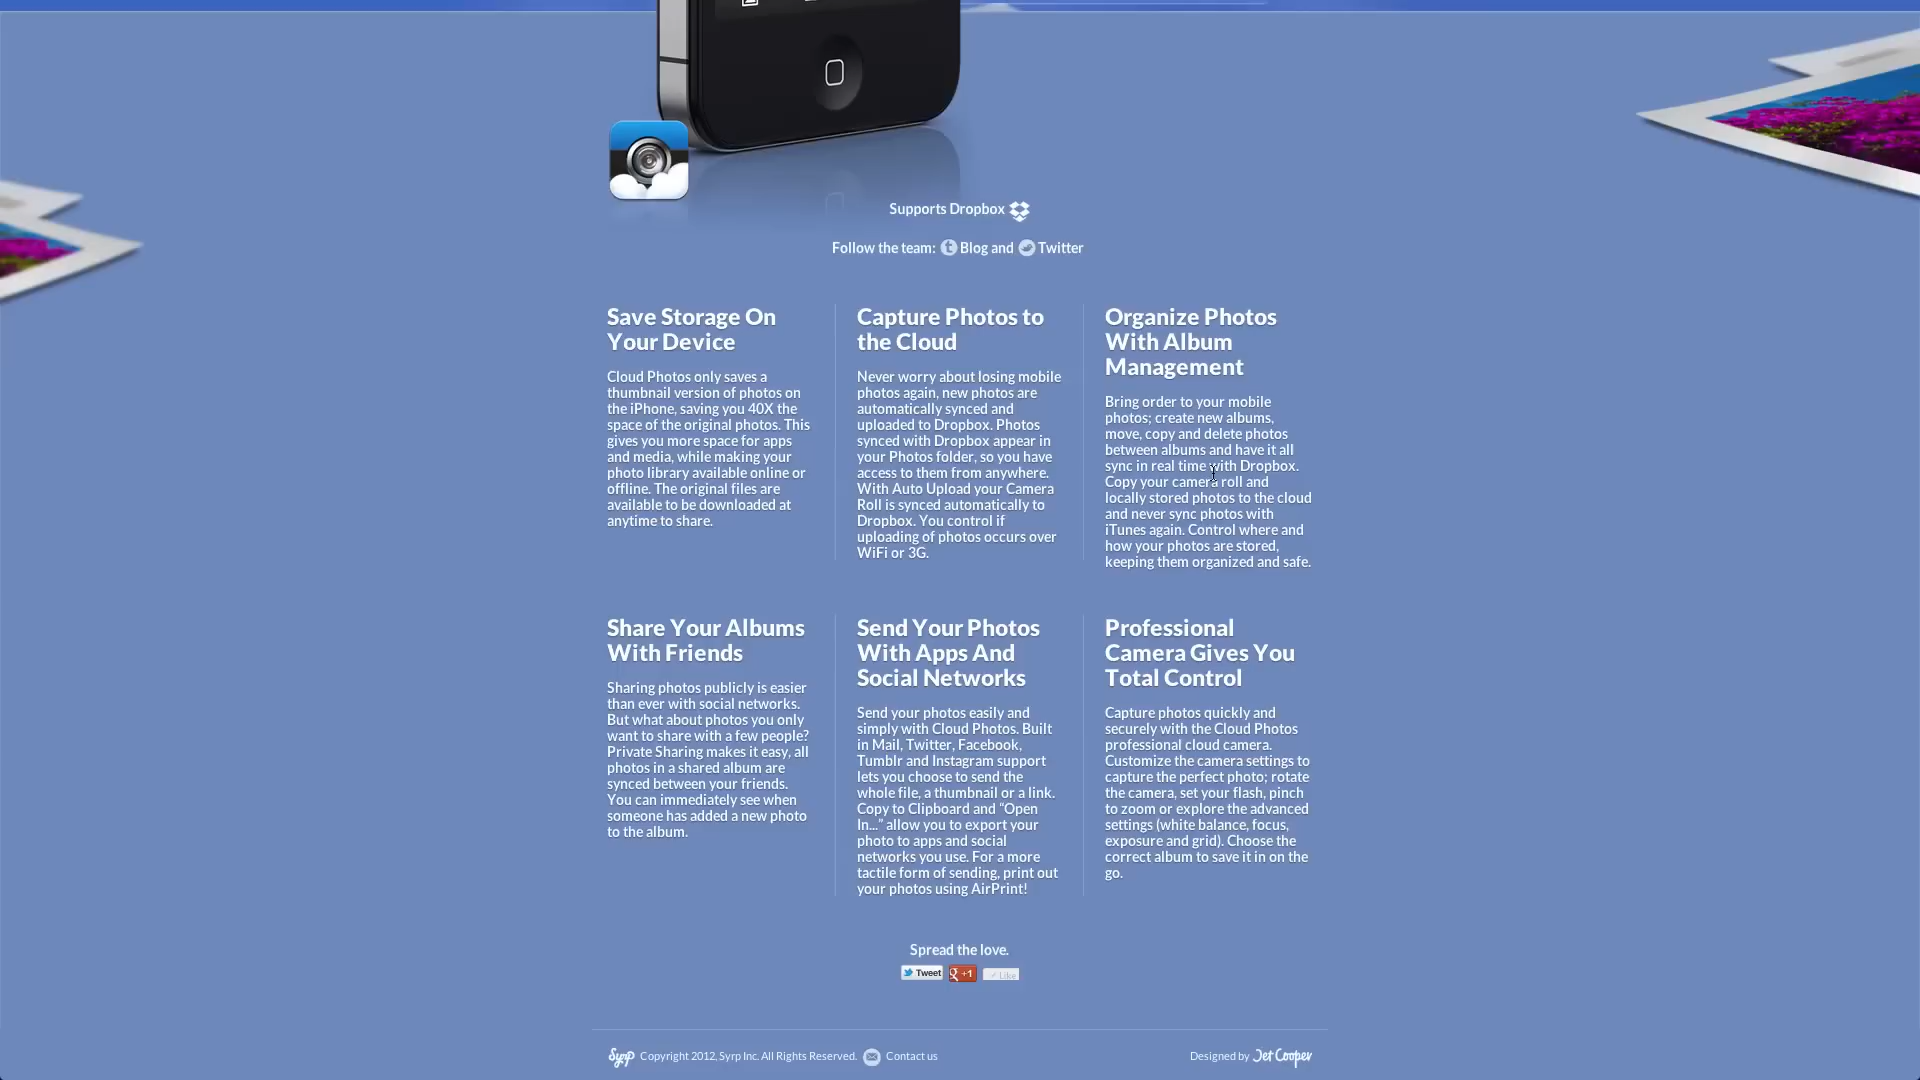 Supports Dropbox
Follow the team: Blog and Twitter
Save Storage On
Your Device
Cloud Photos only saves a
thumbnail version of photos on
the iPhone, saving you 40X the
space of the original photos. This
gives you more space for apps
and media, while making your
photo library available online or
offline. The original files are
available to be downloaded at
anytime to share.
Capture Photos to
the Cloud
Never worry about losing mobile
photos again, new photos are
automatically synced and
uploaded to Dropbox. Photos
synced with Dropbox appear in
your Photos folder, so you have
access to them from anywhere.
With Auto Upload your Camera
Roll is synced automatically to
Dropbox. You control if
uploading of photos occurs over
WiFi or 3G.
Organize Photos
With Album
Management
Bring order to your mobile
photos; create new albums,
move, copy and delete photos
between albums and have it all
sync in real time with Dropbox.
Copy your camera roll and
locally stored photos to the cloud
and never sync photos with
iTunes again. Control where and
how your photos are stored,
keeping them organized and safe.
Share Your Albums
With Friends
Sharing photos publicly is easier
than ever with social networks.
But what about photos you only
want to share with a few people?
Private Sharing makes it easy, all
photos in a shared album are
synced between your friends.
You can immediately see when
someone has added a new photo
to the album.
Send Your Photos
With Apps And
Social Networks
Send your photos easily and
simply with Cloud Photos. Built
in Mail, Twitter, Facebook,
Tumblr and Instagram support
lets you choose to send the
whole file, a thumbnail or a link.
Copy to Clipboard and “Open
In...” allow you to export your
photo to apps and social
networks you use. For a more
tactile form of sending, print out
your photos using AirPrint!
Professional
Camera Gives You
Total Control
Capture photos quickly and
securely with the Cloud Photos
professional cloud camera.
Customize the camera settings to
capture the perfect photo; rotate
the camera, set your flash, pinch
to zoom or explore the advanced
settings (white balance, focus,
exposure and grid). Choose the
correct album to save it in on the
go.
Spread the love.
Tweet +1 Like
Syrp Copyright 2012, Syrp Inc. All Rights Reserved. Contact us
Designed by Jet Cooper